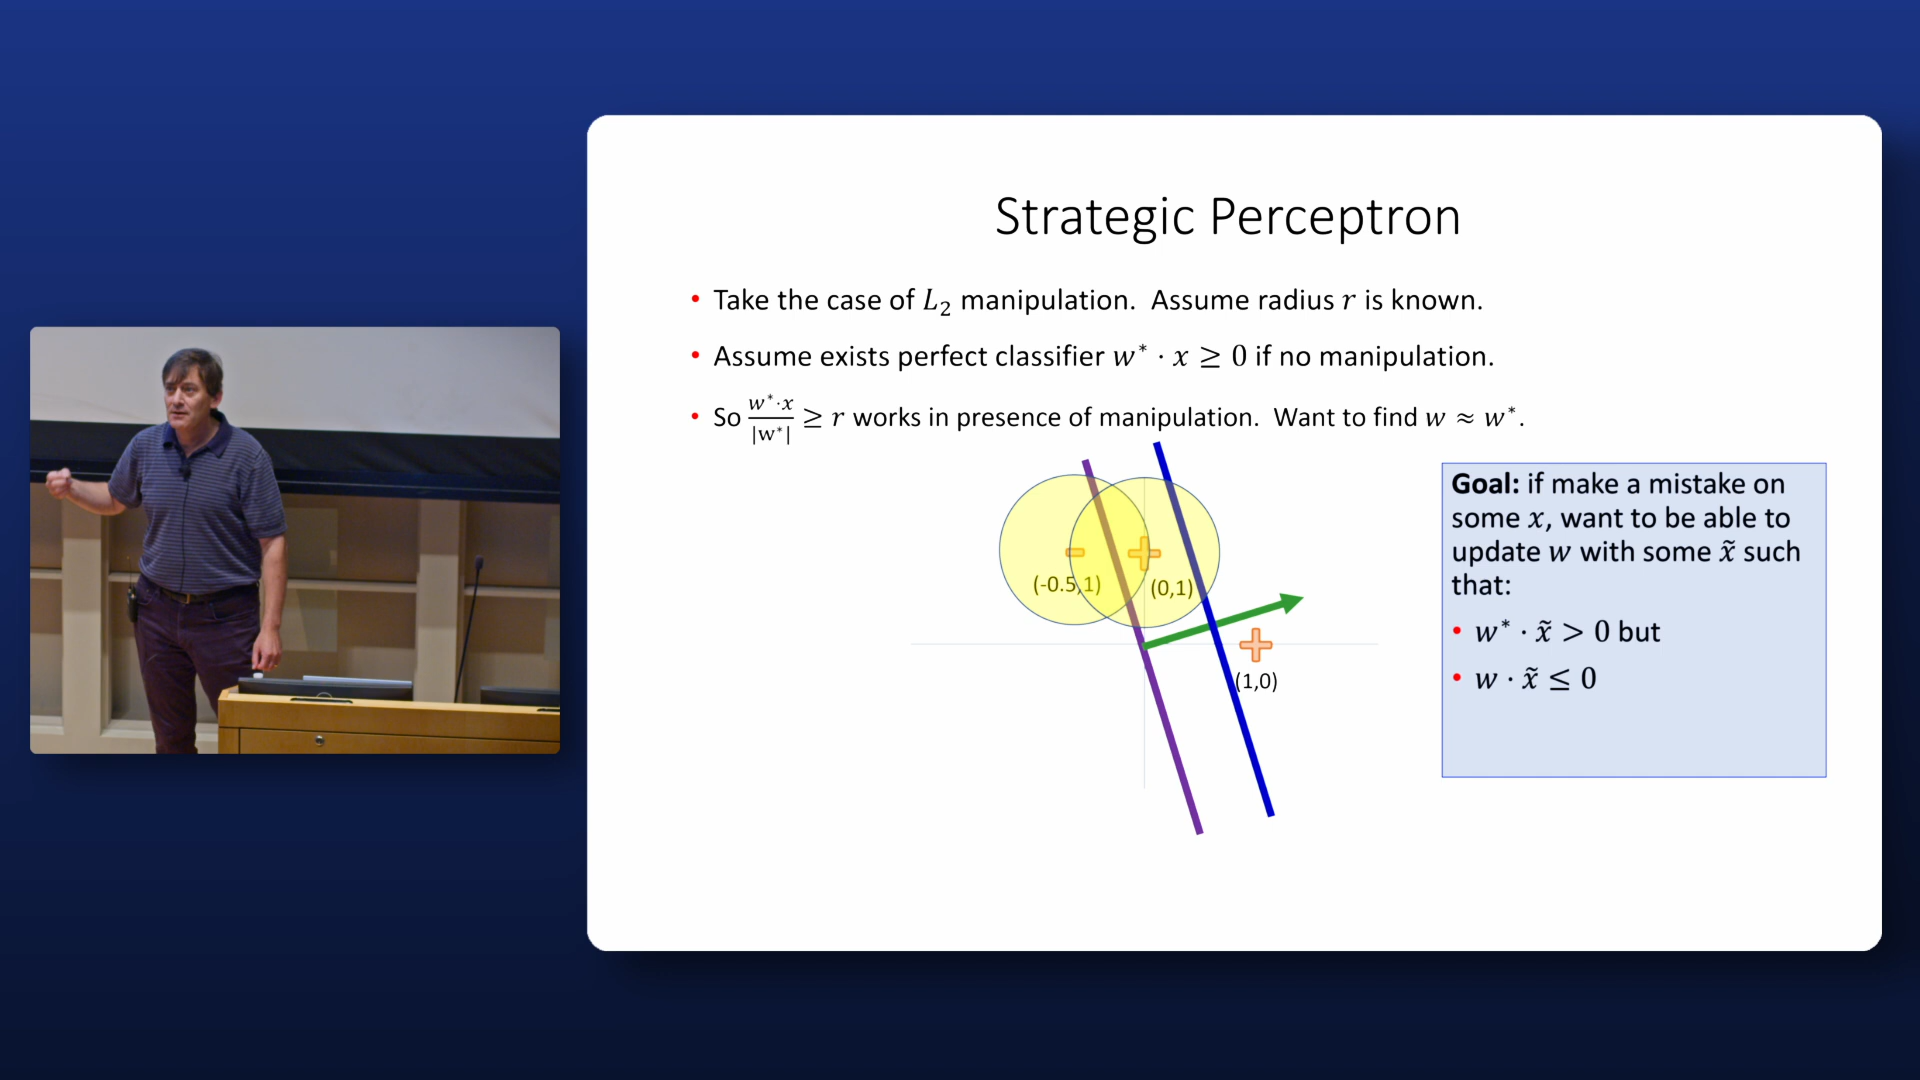 Strategic Perceptron
• Take the case of L₂ manipulation. Assume radius r is known.
• Assume exists perfect classifier w* · x ≥ 0 if no manipulation.
• So w*·x / |w*| ≥ r works in presence of manipulation. Want to find w ≈ w*.
(-0.5,1)
(0,1)
(1,0)
Goal: if make a mistake on
some x, want to be able to
update w with some x̃ such
that:
• w* · x̃ > 0 but
• w · x̃ ≤ 0